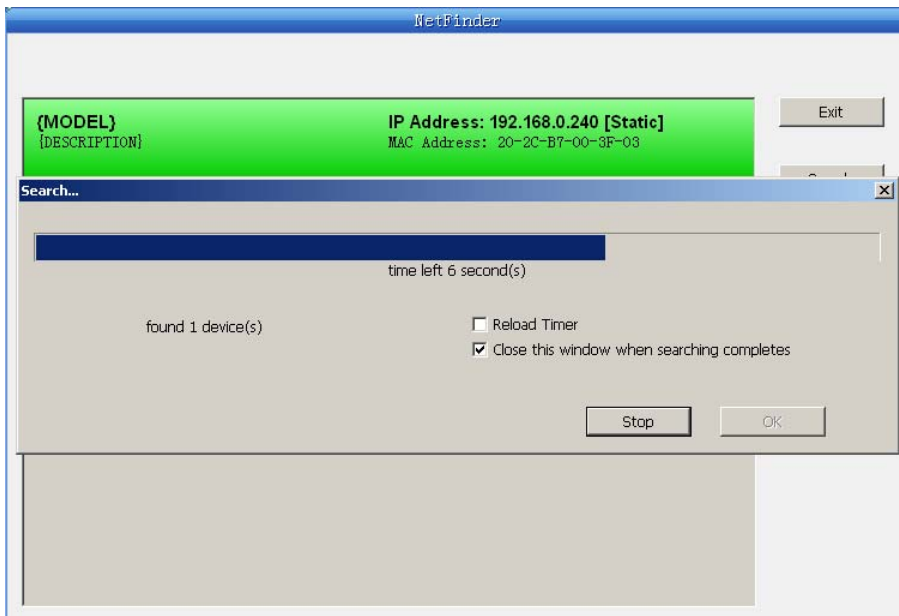 NetFinder
{MODEL}
IP Address: 192.168.0.240 [Static]
Exit
{DESCRIPTION}
MAC Address: 20-2C-B7-00-3F-03
Search...
time left 6 second(s)
found 1 device(s)
Reload Timer
Close this window when searching completes
Stop
OK